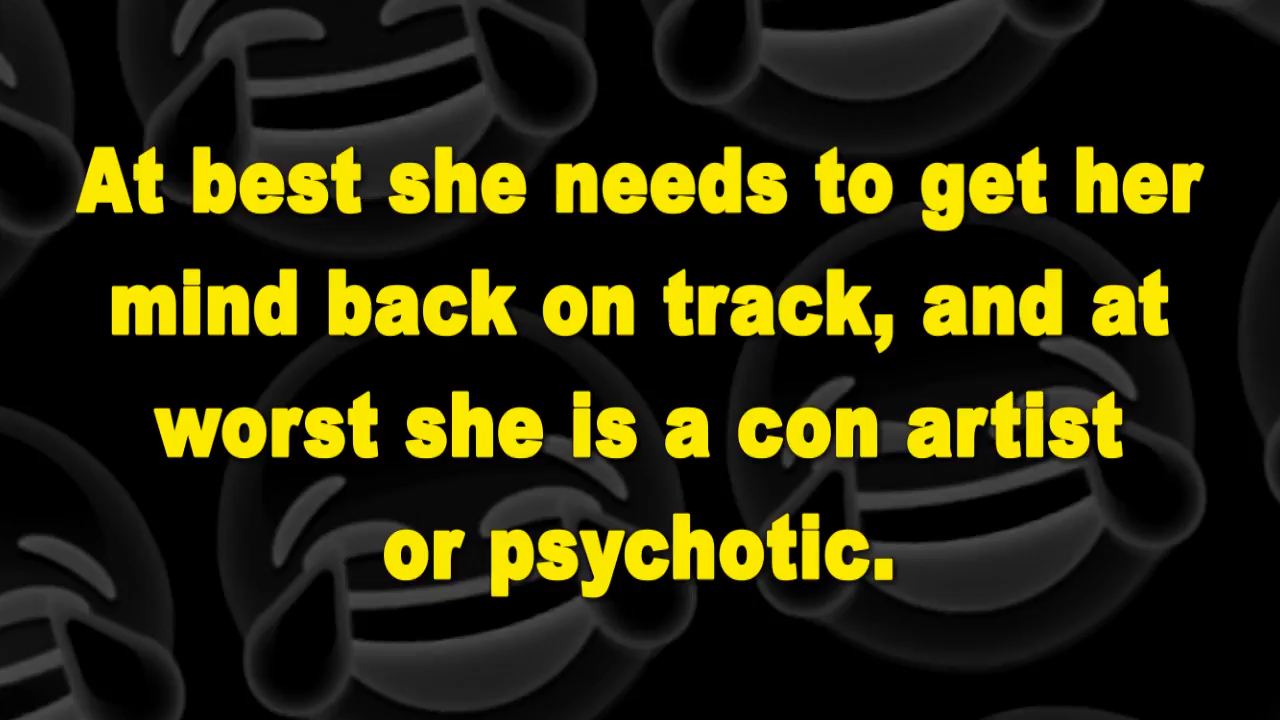 At best she needs to get her
mind back on track, and at
worst she is a con artist
or psychotic.